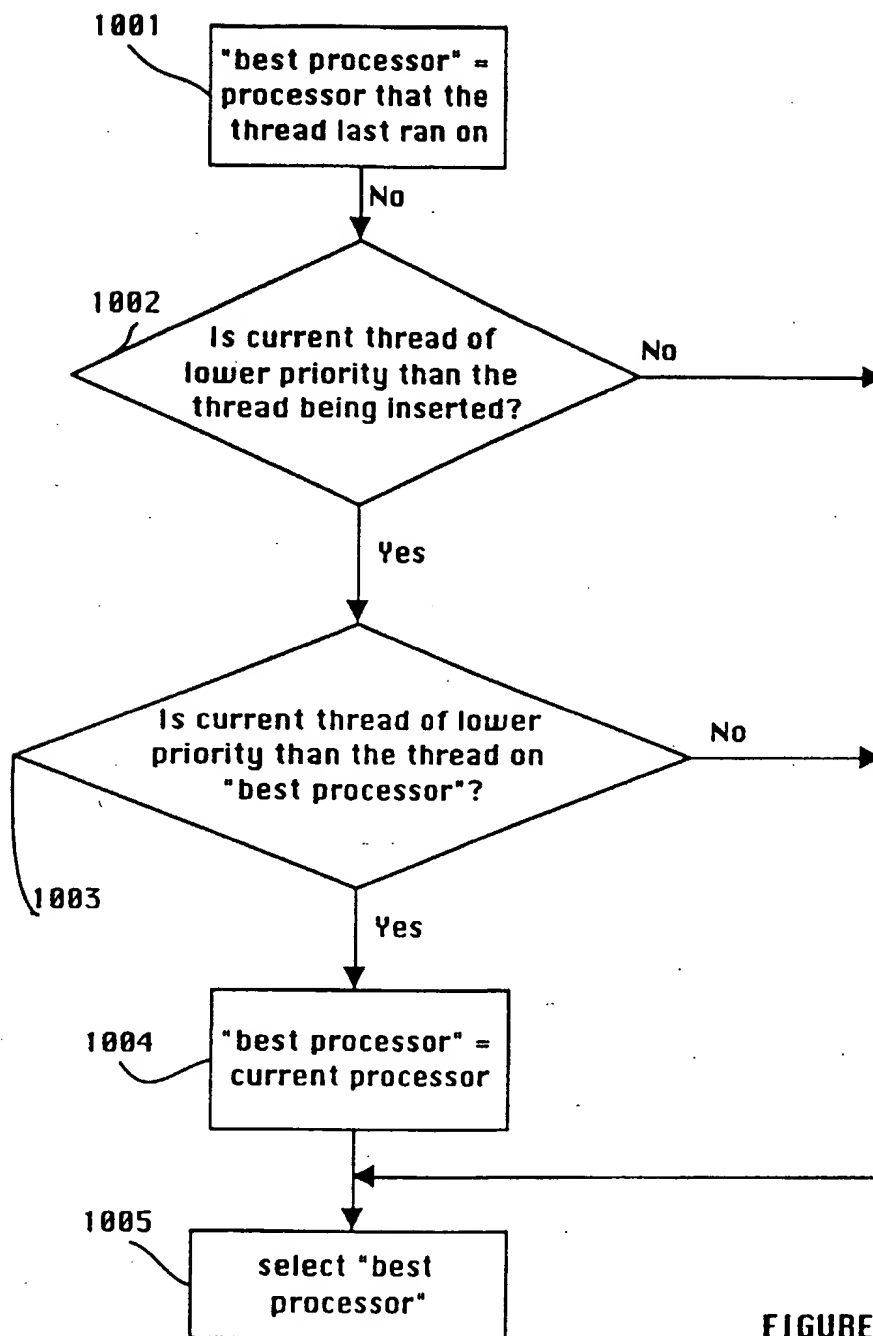 1001
"best processor" =
processor that the
thread last ran on
No
1002
Is current thread of
lower priority than the
thread being inserted?
No
Yes
Is current thread of lower
priority than the thread on
"best processor"?
No
1003
Yes
1004
"best processor" =
current processor
1005
select "best
processor"
FIGURE